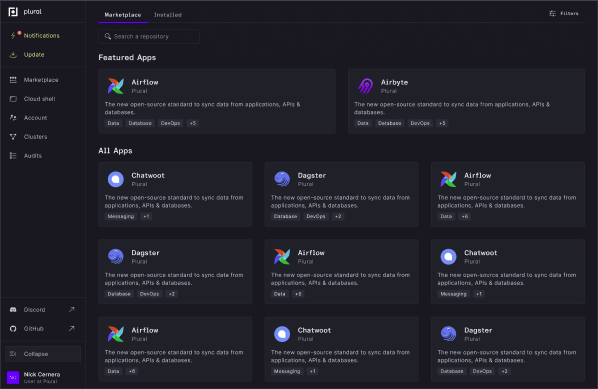 plural
Notifications
Update
Marketplace
Cloud shell
Account
Clusters
Audits
Discord
GitHub
Collapse
NC
Nick Cernera
User at Plural
Marketplace
Installed
Filters
Search a repository
Featured Apps
Airflow
Plural
The new open-source standard to sync data from applications, APIs &
databases.
Data Database DevOps +5
Airbyte
Plural
The new open-source standard to sync data from applications, APIs &
databases.
Data Database DevOps +5
All Apps
Chatwoot
Plural
The new open-source standard to sync data from
applications, APIs & databases.
Messaging +1
Dagster
Plural
The new open-source standard to sync data from
applications, APIs & databases.
Database DevOps +2
Airflow
Plural
The new open-source standard to sync data from
applications, APIs & databases.
Data +6
Dagster
Plural
The new open-source standard to sync data from
applications, APIs & databases.
Database DevOps +2
Airflow
Plural
The new open-source standard to sync data from
applications, APIs & databases.
Data +6
Chatwoot
Plural
The new open-source standard to sync data from
applications, APIs & databases.
Messaging +1
Airflow
Plural
The new open-source standard to sync data from
applications, APIs & databases.
Data +6
Chatwoot
Plural
The new open-source standard to sync data from
applications, APIs & databases.
Messaging +1
Dagster
Plural
The new open-source standard to sync data from
applications, APIs & databases.
Database DevOps +2